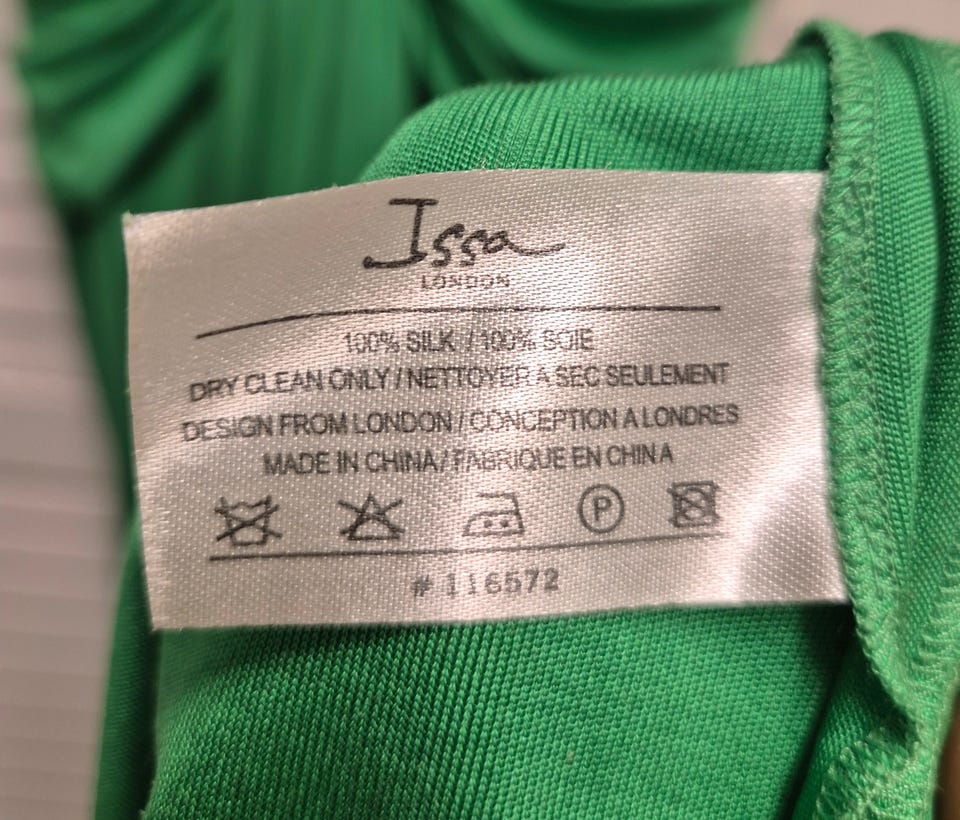 Issa
LONDON
100% SILK / 100% SOIE
DRY CLEAN ONLY / NETTOYER A SEC SEULEMENT
DESIGN FROM LONDON / CONCEPTION A LONDRES
MADE IN CHINA / FABRIQUE EN CHINA
P
# 116572